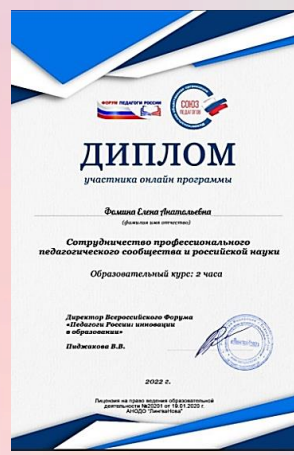 ФОРУМ ПЕДАГОГИ РОССИИ
СОЮЗ
ПЕДАГОГОВ
ДИПЛОМ
участника онлайн программы
Фомина Елена Анатольевна
(фамилия имя отчество)
Сотрудничество профессионального
педагогического сообщества и российской науки
Образовательный курс: 2 часа
Директор Всероссийского Форума
«Педагоги России: инновации
в образовании»
Пиджакова В.В.
2022 г.
Лицензия на право ведения образовательной
деятельности №20201 от 19.01.2020 г.
АНОДО "ЛингваНова"